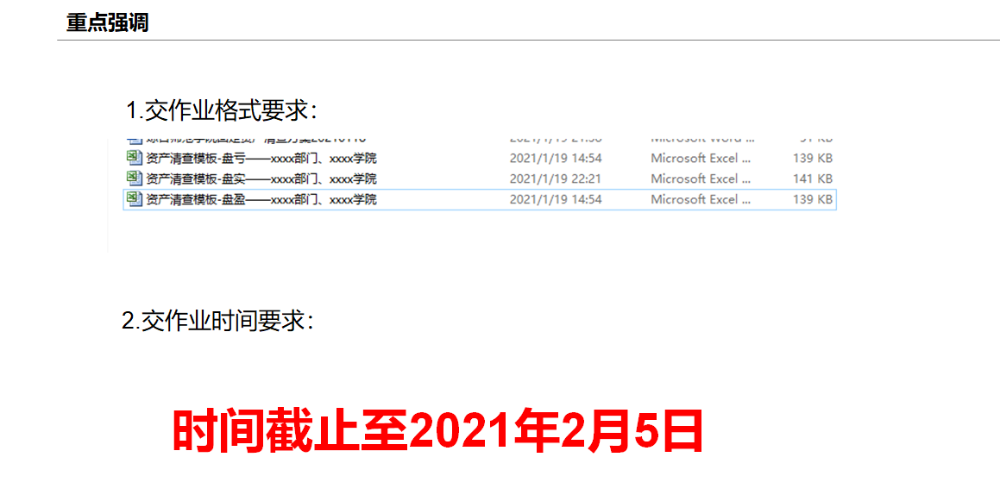 重点强调
1.交作业格式要求：
资产清查模板-盘亏——xxxx部门、xxxx学院 2021/1/19 14:54 Microsoft Excel ... 139 KB
资产清查模板-盘实——xxxx部门、xxxx学院 2021/1/19 22:21 Microsoft Excel ... 141 KB
资产清查模板-盘盈——xxxx部门、xxxx学院 2021/1/19 14:54 Microsoft Excel ... 139 KB
2.交作业时间要求：
时间截止至2021年2月5日